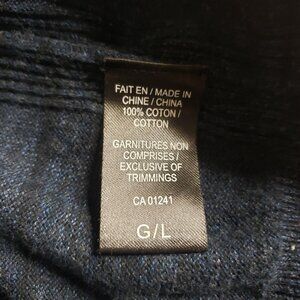 FAIT EN / MADE IN
CHINE / CHINA
100% COTON /
COTTON
GARNITURES NON
COMPRISES /
EXCLUSIVE OF
TRIMMINGS
CA 01241
G / L